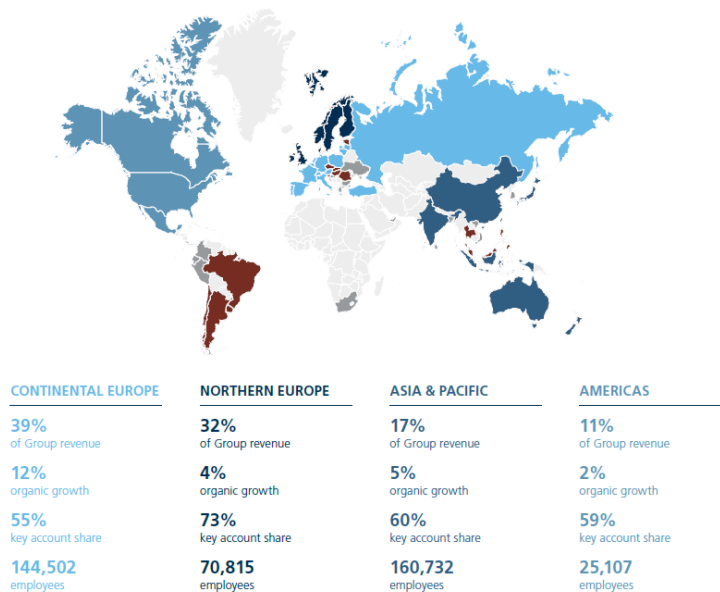 CONTINENTAL EUROPE
39%
of Group revenue
12%
organic growth
55%
key account share
144,502
employees
NORTHERN EUROPE
32%
of Group revenue
4%
organic growth
73%
key account share
70,815
employees
ASIA & PACIFIC
17%
of Group revenue
5%
organic growth
60%
key account share
160,732
employees
AMERICAS
11%
of Group revenue
2%
organic growth
59%
key account share
25,107
employees